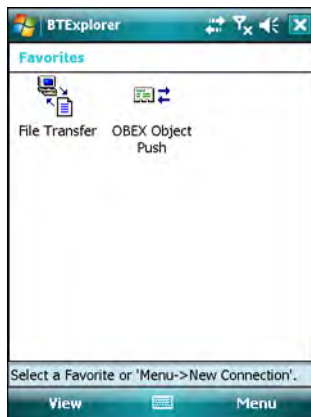 BTExplorer
Favorites
File Transfer
OBEX Object
Push
Select a Favorite or 'Menu->New Connection'.
View
Menu